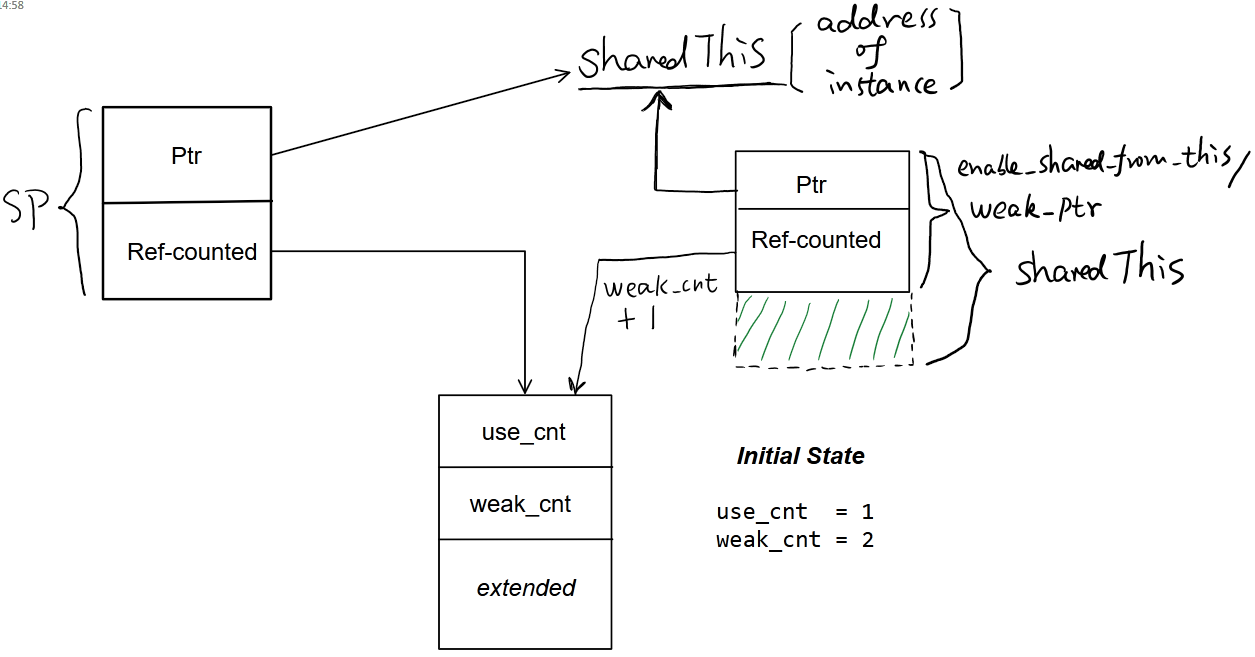 4:58
sharedThis
address
of
instance
Ptr
Ref-counted
SP
Ptr
Ref-counted
enable_shared_from_this/
weak_ptr
sharedThis
weak_cnt
+ 1
use_cnt
weak_cnt
extended
Initial State
use_cnt = 1
weak_cnt = 2